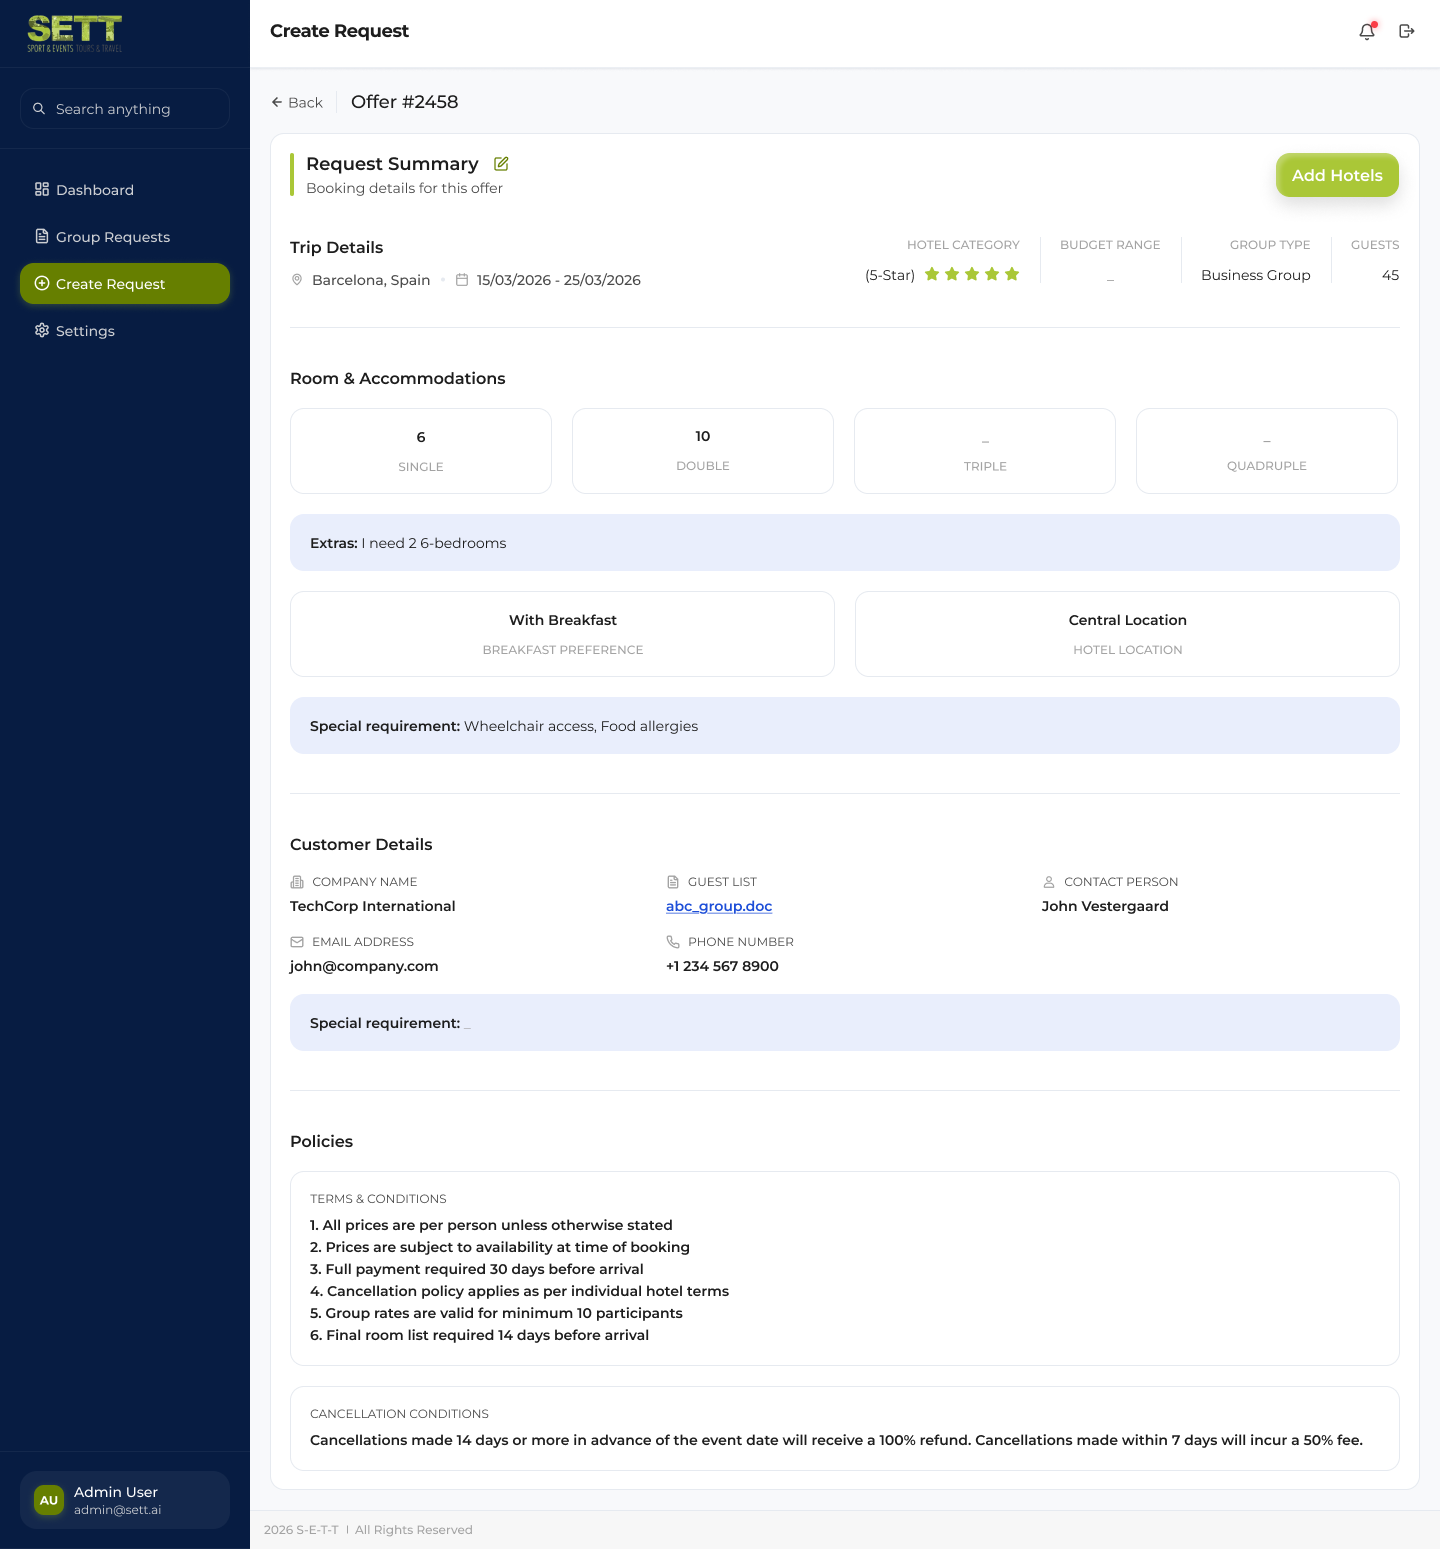 SETT
SPORT & EVENTS TOURS & TRAVEL
Search anything
Dashboard
Group Requests
Create Request
Settings
AU
Admin User
admin@sett.ai
Create Request
Back
Offer #2458
Request Summary
Booking details for this offer
Add Hotels
Trip Details
Barcelona, Spain • 15/03/2026 - 25/03/2026
HOTEL CATEGORY
(5-Star)
BUDGET RANGE
_
GROUP TYPE
Business Group
GUESTS
45
Room & Accommodations
6
SINGLE
10
DOUBLE
_
TRIPLE
_
QUADRUPLE
Extras: I need 2 6-bedrooms
With Breakfast
BREAKFAST PREFERENCE
Central Location
HOTEL LOCATION
Special requirement: Wheelchair access, Food allergies
Customer Details
COMPANY NAME
TechCorp International
GUEST LIST
abc_group.doc
CONTACT PERSON
John Vestergaard
EMAIL ADDRESS
john@company.com
PHONE NUMBER
+1 234 567 8900
Special requirement: _
Policies
TERMS & CONDITIONS
1. All prices are per person unless otherwise stated
2. Prices are subject to availability at time of booking
3. Full payment required 30 days before arrival
4. Cancellation policy applies as per individual hotel terms
5. Group rates are valid for minimum 10 participants
6. Final room list required 14 days before arrival
CANCELLATION CONDITIONS
Cancellations made 14 days or more in advance of the event date will receive a 100% refund. Cancellations made within 7 days will incur a 50% fee.
2026 S-E-T-T | All Rights Reserved